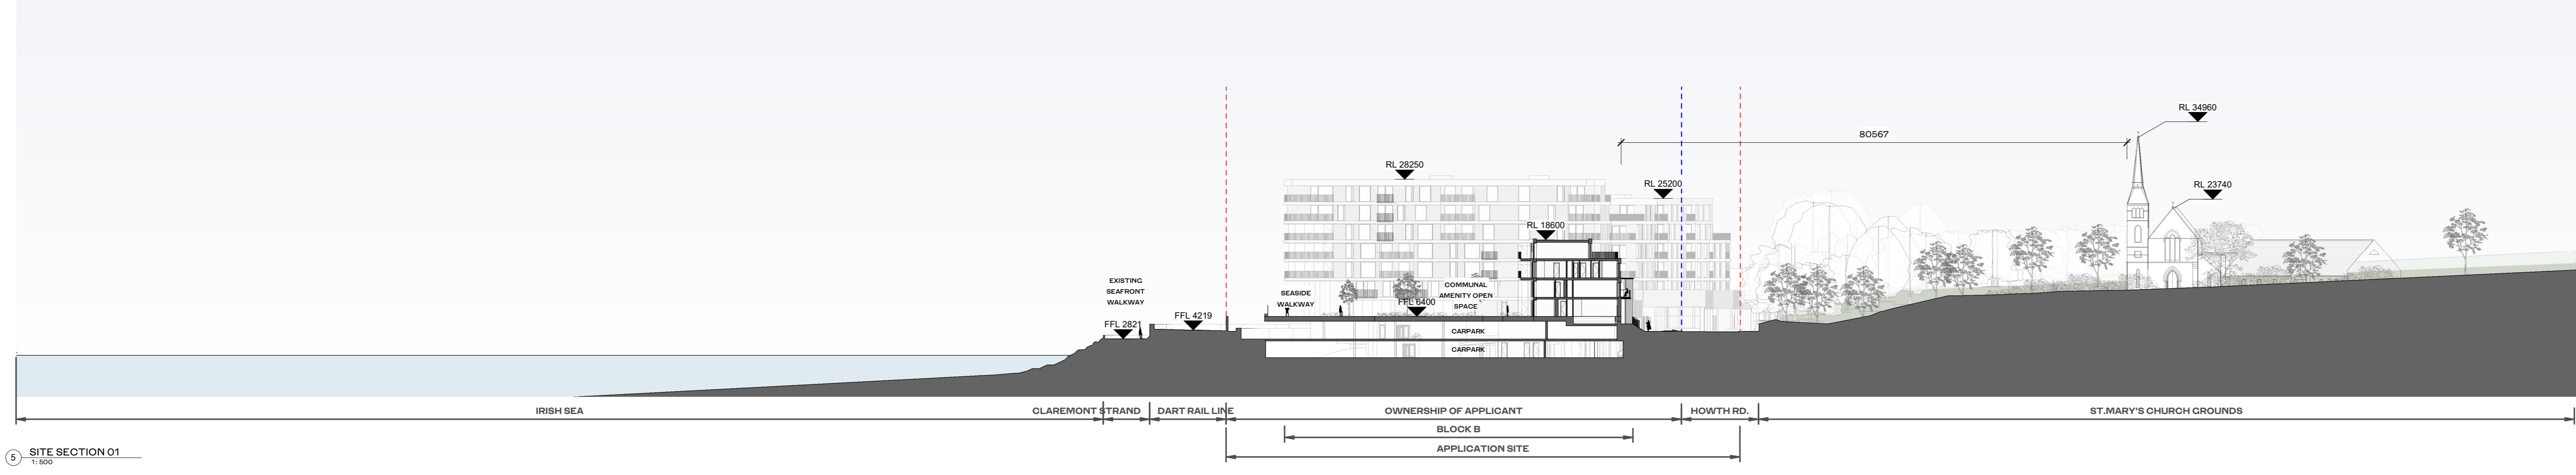 RL 34960
80567
RL 28250
RL 25200
RL 23740
RL 18600
EXISTING
SEAFRONT
WALKWAY
SEASIDE
WALKWAY
COMMUNAL
AMENITY OPEN
SPACE
FFL 6400
FFL 2821
FFL 4219
CARPARK
CARPARK
IRISH SEA
CLAREMONT STRAND
DART RAIL LINE
OWNERSHIP OF APPLICANT
HOWTH RD.
ST.MARY'S CHURCH GROUNDS
BLOCK B
APPLICATION SITE
5 SITE SECTION 01
1 : 500